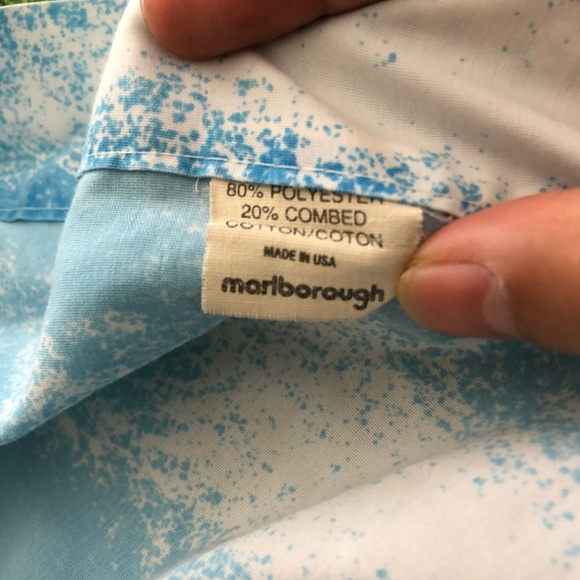 80% POLYESTER
20% COMBED
COTTON/COTON
MADE IN USA
marlborough